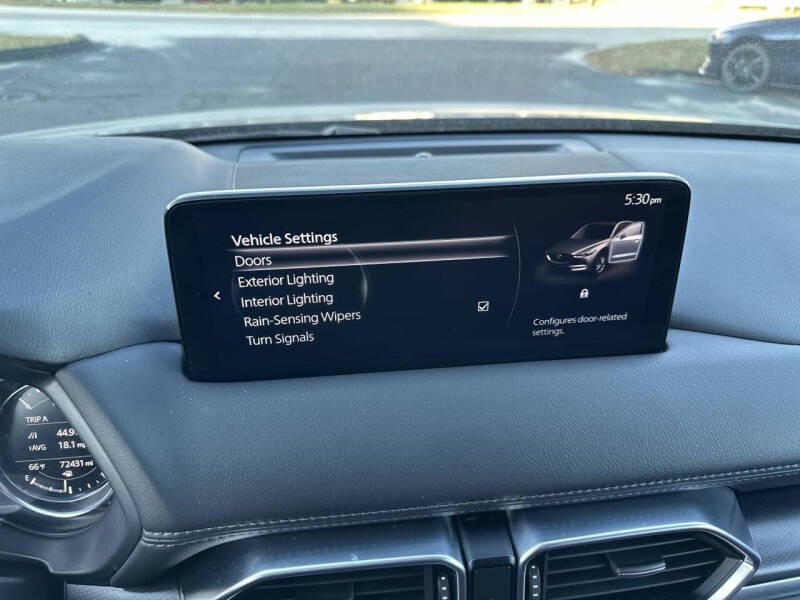 5:30pm
Vehicle Settings
Doors
Exterior Lighting
Interior Lighting
Rain-Sensing Wipers
Turn Signals
Configures door-related
settings.
TRIP A
44.9
AVG 18.1
66°F 72431 mi
E